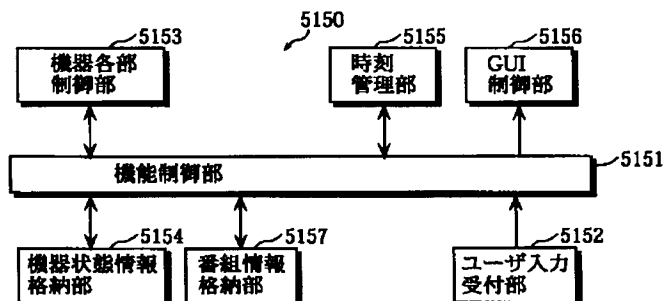 5150
5153
機器各部
制御部
5155
時刻
管理部
5156
GUI
制御部
5151
機能制御部
5154
機器状態情報
格納部
5157
番組情報
格納部
5152
ユーザ入力
受付部